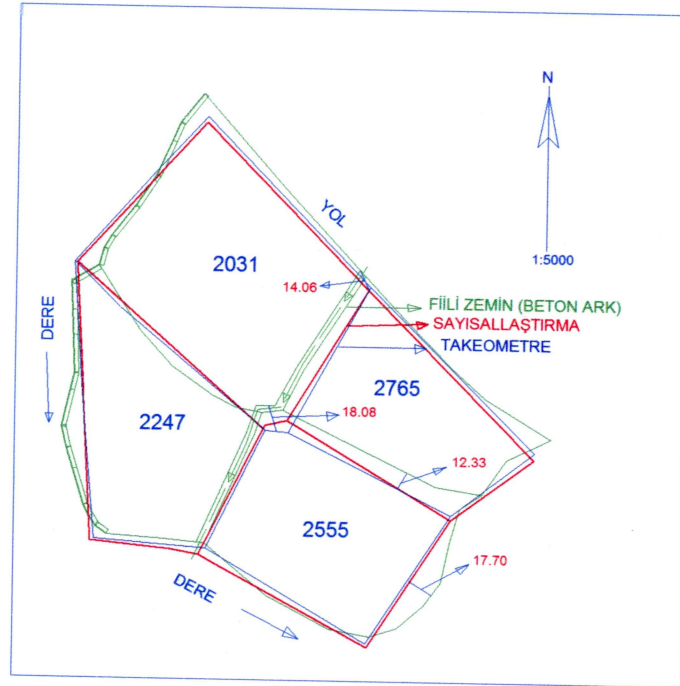 N
1:5000
YOL
2031
14.06
FİİLİ ZEMİN (BETON ARK)
SAYISALLAŞTIRMA
TAKEOMETRE
DERE
2765
18.08
2247
12.33
2555
17.70
DERE